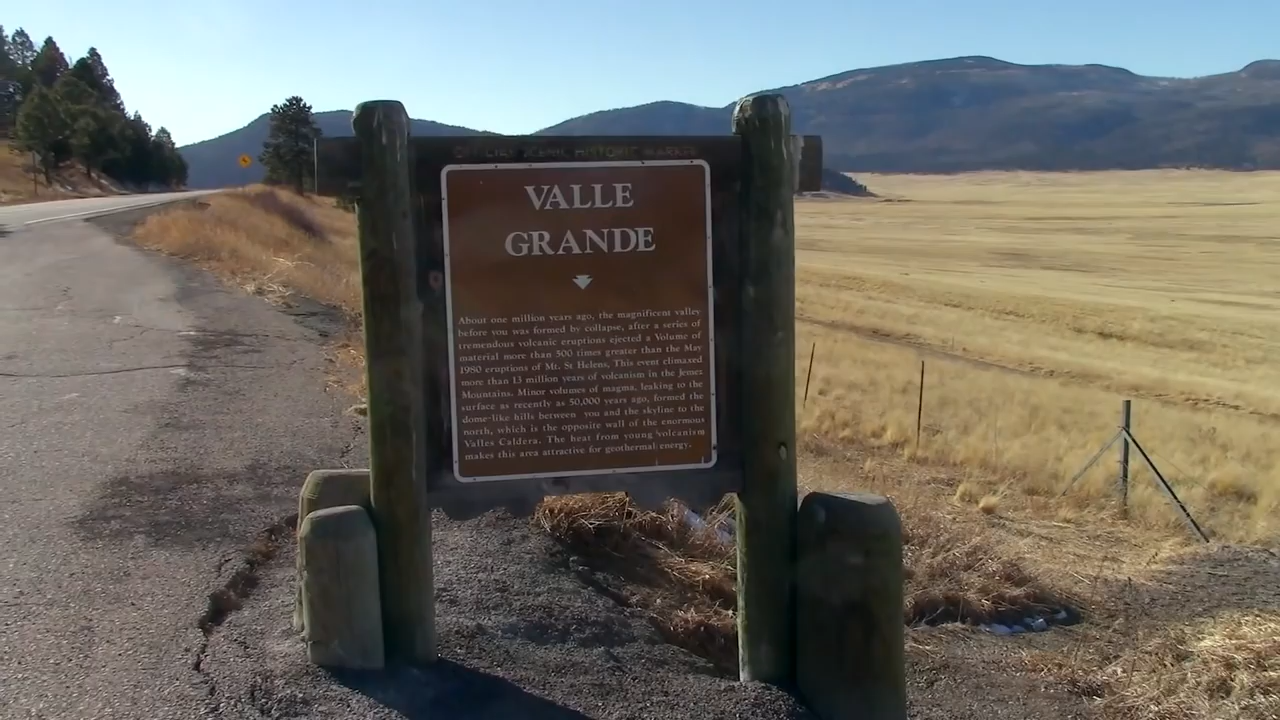 OFFICIAL SCENIC HISTORIC MARKER
VALLE
GRANDE
About one million years ago, the magnificent valley
before you was formed by collapse, after a series of
tremendous volcanic eruptions ejected a Volume of
material more than 500 times greater than the May
1980 eruptions of Mt. St Helens. This event climaxed
more than 13 million years of volcanism in the Jemes
Mountains. Minor volumes of magma, leaking to the
surface as recently as 50,000 years ago, formed the
dome-like hills between you and the skyline to the
north, which is the opposite wall of the enormous
Valles Caldera. The heat from young volcanism
makes this area attractive for geothermal energy.